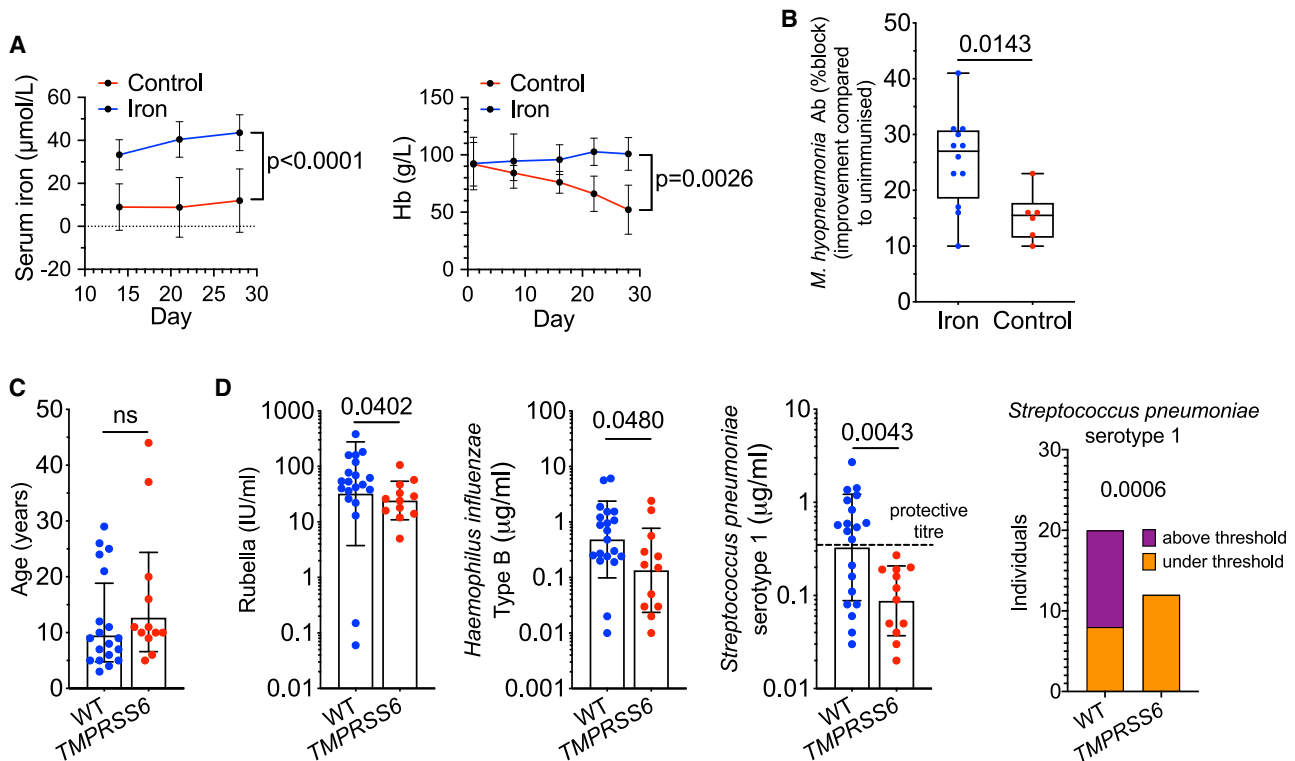 A
Control
Iron
Serum iron (μmol/L)
60
40
20
0
-20
10
15
20
25
30
Day
p<0.0001
Control
Iron
Hb (g/L)
150
100
50
0
0
10
20
30
Day
p=0.0026
B
M. hyopneumonia Ab (%block)
(improvement compared
to unimmunised)
50
40
30
20
10
0
0.0143
Iron
Control
C
Age (years)
50
40
30
20
10
0
ns
WT
TMPRSS6
D
Rubella (IU/ml)
1000
100
10
1
0.1
0.01
0.0402
WT
TMPRSS6
Haemophilus influenzae
Type B (μg/ml)
100
10
1
0.1
0.01
0.001
0.0480
WT
TMPRSS6
Streptococcus pneumoniae
serotype 1 (μg/ml)
10
1
0.1
0.01
0.0043
protective
titre
WT
TMPRSS6
Streptococcus pneumoniae
serotype 1
Individuals
30
20
10
0
0.0006
above threshold
under threshold
WT
TMPRSS6